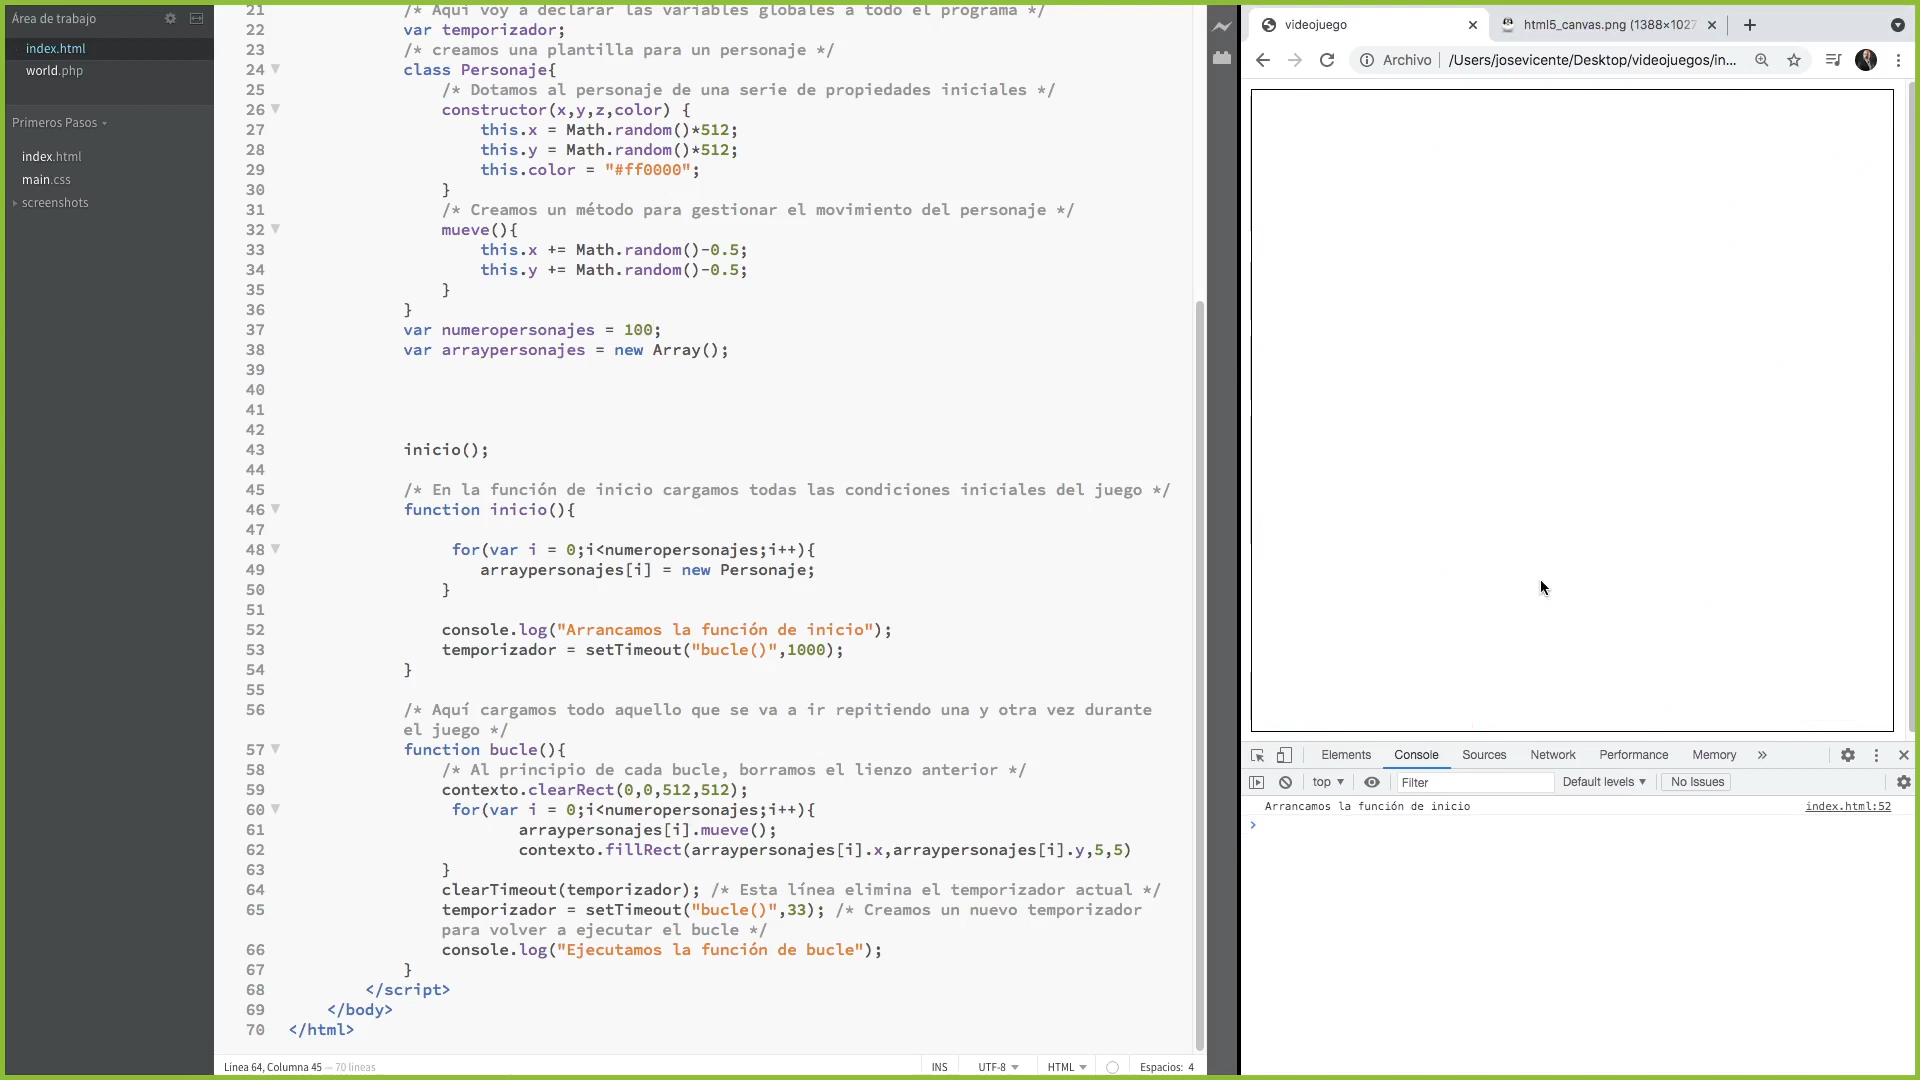 Área de trabajo
index.html
world.php
Primeros Pasos
index.html
main.css
screenshots
21 /* Aquí voy a declarar las variables globales a todo el programa */
22 var temporizador;
23 /* creamos una plantilla para un personaje */
24 class Personaje{
25 /* Dotamos al personaje de una serie de propiedades iniciales */
26 constructor(x,y,z,color) {
27 this.x = Math.random()*512;
28 this.y = Math.random()*512;
29 this.color = "#ff0000";
30 }
31 /* Creamos un método para gestionar el movimiento del personaje */
32 mueve(){
33 this.x += Math.random()-0.5;
34 this.y += Math.random()-0.5;
35 }
36 }
37 var numeropersonajes = 100;
38 var arraypersonajes = new Array();
39
40
41
42
43 inicio();
44
45 /* En la función de inicio cargamos todas las condiciones iniciales del juego */
46 function inicio(){
47
48 for(var i = 0;i<numeropersonajes;i++){
49 arraypersonajes[i] = new Personaje;
50 }
51
52 console.log("Arrancamos la función de inicio");
53 temporizador = setTimeout("bucle()",1000);
54 }
55
56 /* Aquí cargamos todo aquello que se va a ir repitiendo una y otra vez durante
el juego */
57 function bucle(){
58 /* Al principio de cada bucle, borramos el lienzo anterior */
59 contexto.clearRect(0,0,512,512);
60 for(var i = 0;i<numeropersonajes;i++){
61 arraypersonajes[i].mueve();
62 contexto.fillRect(arraypersonajes[i].x,arraypersonajes[i].y,5,5)
63 }
64 clearTimeout(temporizador); /* Esta línea elimina el temporizador actual */
65 temporizador = setTimeout("bucle()",33); /* Creamos un nuevo temporizador
para volver a ejecutar el bucle */
66 console.log("Ejecutamos la función de bucle");
67 }
68 </script>
69 </body>
70 </html>
Línea 64, Columna 45 — 70 líneas
INS UTF-8 HTML Espacios: 4
videojuego
html5_canvas.png (1388×1027
Archivo /Users/josevicente/Desktop/videojuegos/in...
Elements Console Sources Network Performance Memory »
top Filter Default levels No Issues
Arrancamos la función de inicio index.html:52